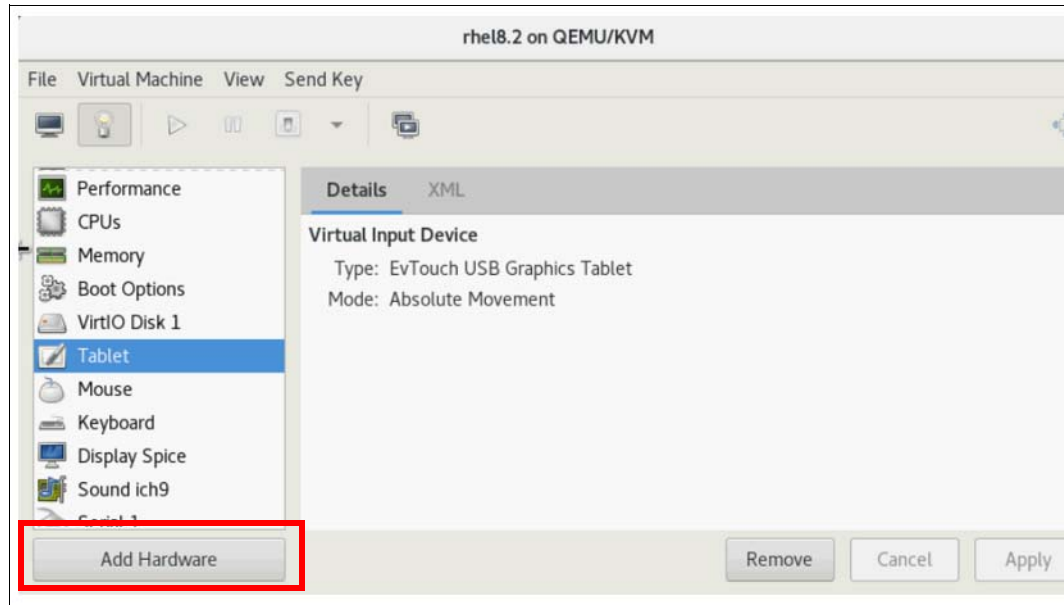 rhel8.2 on QEMU/KVM
File Virtual Machine View Send Key
Performance
CPUs
Memory
Boot Options
VirtIO Disk 1
Tablet
Mouse
Keyboard
Display Spice
Sound ich9
Serial 1
Add Hardware
Details XML
Virtual Input Device
Type: EvTouch USB Graphics Tablet
Mode: Absolute Movement
Remove Cancel Apply